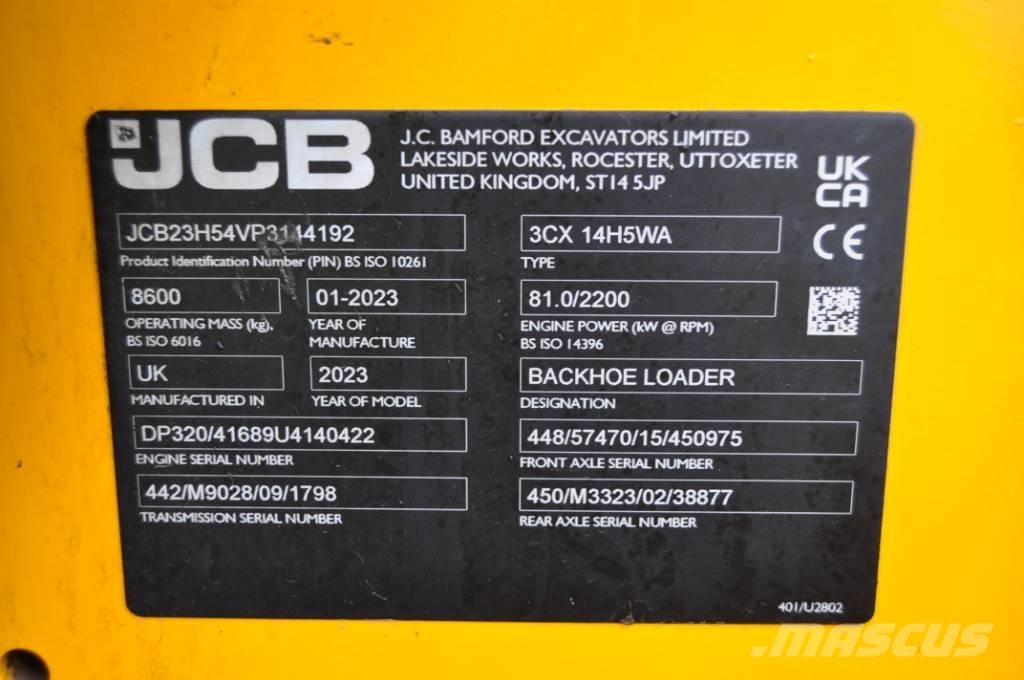 JCB
J.C. BAMFORD EXCAVATORS LIMITED
LAKESIDE WORKS, ROCESTER, UTTOXETER
UNITED KINGDOM, ST14 5JP
UK
CA
CE
JCB23H54VP3144192
Product Identification Number (PIN) BS ISO 10261
3CX 14H5WA
TYPE
8600
OPERATING MASS (kg),
BS ISO 6016
01-2023
YEAR OF
MANUFACTURE
81.0/2200
ENGINE POWER (kW @ RPM)
BS ISO 14396
UK
MANUFACTURED IN
2023
YEAR OF MODEL
BACKHOE LOADER
DESIGNATION
DP320/41689U4140422
ENGINE SERIAL NUMBER
448/57470/15/450975
FRONT AXLE SERIAL NUMBER
442/M9028/09/1798
TRANSMISSION SERIAL NUMBER
450/M3323/02/38877
REAR AXLE SERIAL NUMBER
401/U2802
MASCUS